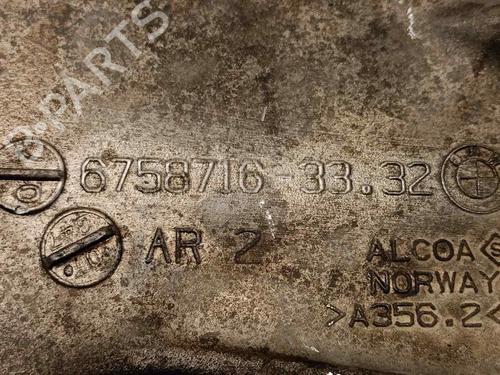 B-PARTS
6758716-33.32
AR 2
ALCOA
NORWAY
>A356.2<